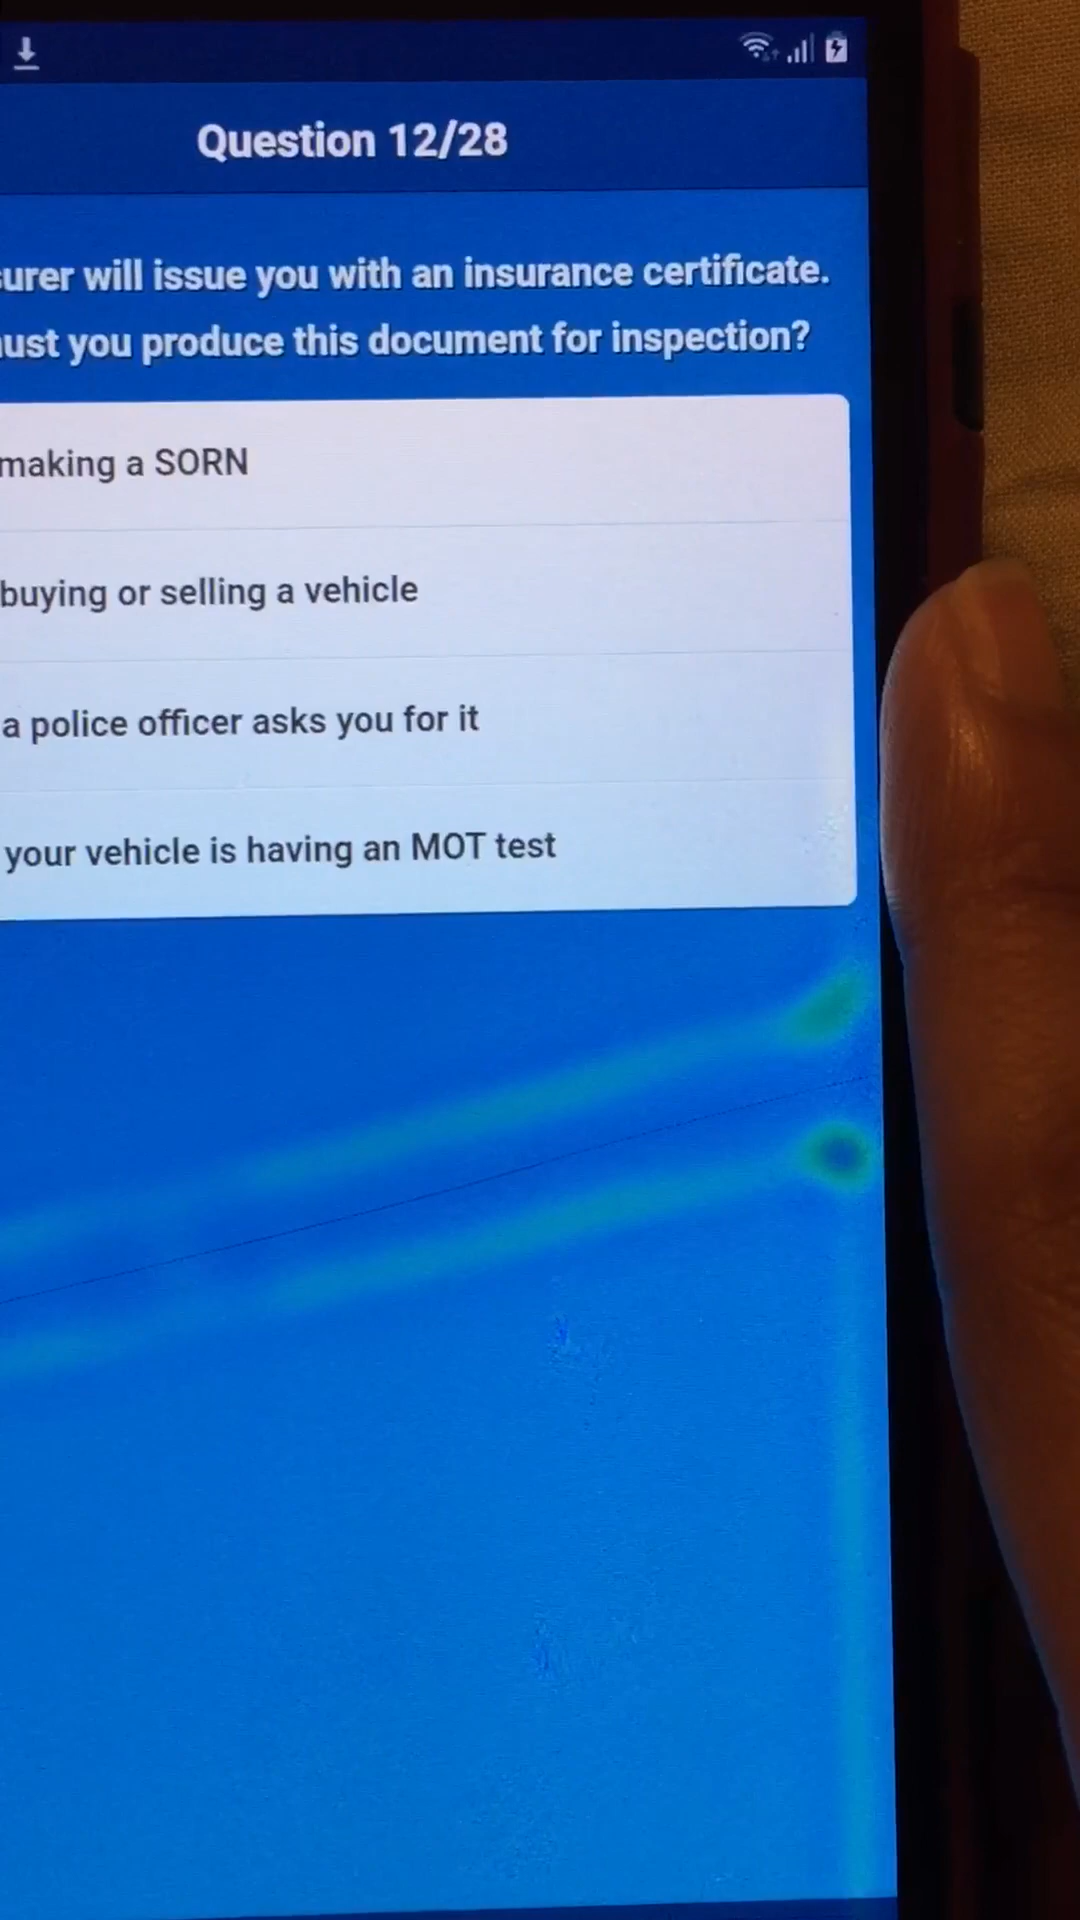 Question 12/28
urer will issue you with an insurance certificate.
ust you produce this document for inspection?
making a SORN
buying or selling a vehicle
a police officer asks you for it
your vehicle is having an MOT test